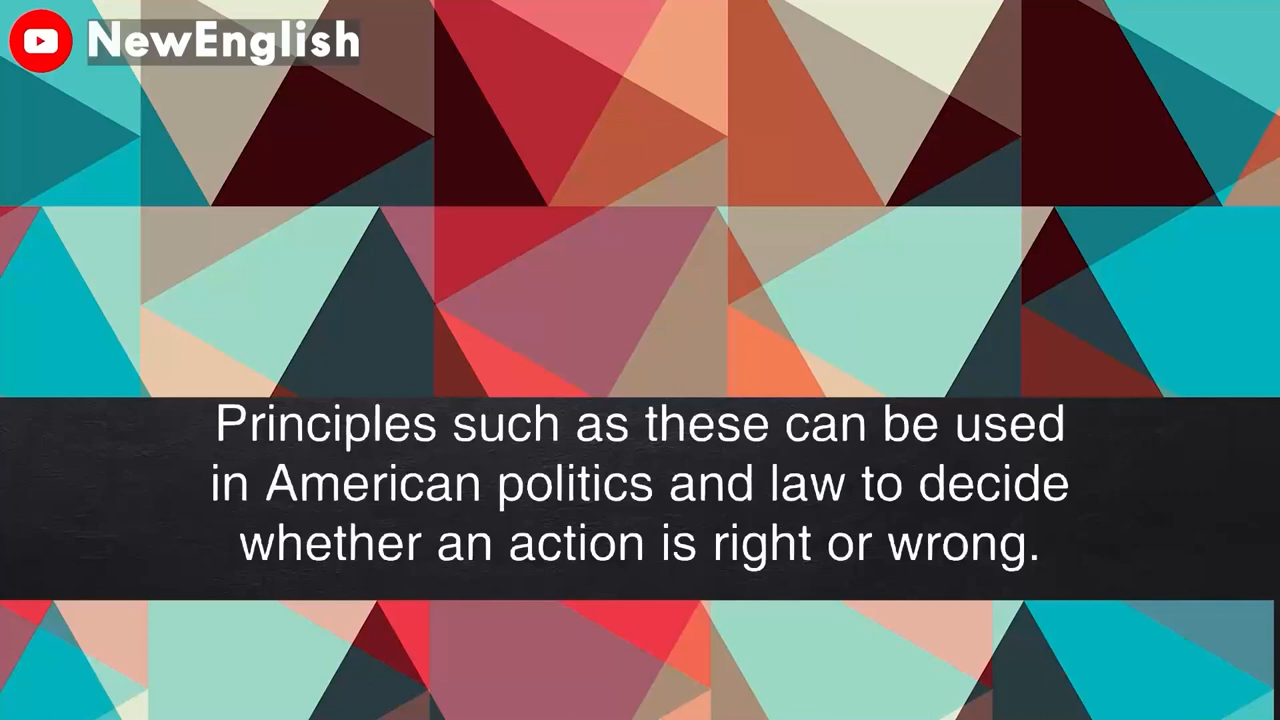 NewEnglish
Principles such as these can be used
in American politics and law to decide
whether an action is right or wrong.